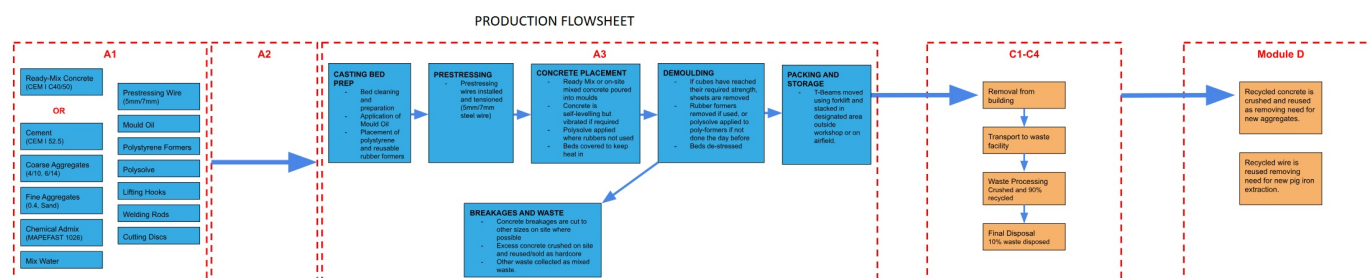 PRODUCTION FLOWSHEET
A1
Ready-Mix Concrete
(CEM I C40/50)
OR
Cement
(CEM I 52.5)
Coarse Aggregates
(4/10, 6/14)
Fine Aggregates
(0.4, Sand)
Chemical Admix
(MAPEFAST 1026)
Mix Water
Prestressing Wire
(5mm/7mm)
Mould Oil
Polystyrene Formers
Polysolve
Lifting Hooks
Welding Rods
Cutting Discs
A2
A3
CASTING BED
PREP
- Bed cleaning
and
preparation
- Application of
Mould Oil
- Placement of
polystyrene
and reusable
rubber formers
PRESTRESSING
- Prestressing
wires installed
and tensioned
(5mm/7mm
steel wire)
CONCRETE PLACEMENT
- Ready Mix or on-site
mixed concrete poured
into moulds
- Concrete is
self-levelling but
vibrated if required
- Polysolve applied
where rubbers not used
- Beds covered to keep
heat in
DEMOULDING
- If cubes have reached
their required strength,
sheets are removed
- Rubber formers
removed if used, or
polysolve applied to
poly-formers if not
done the day before
- Beds de-stressed
PACKING AND
STORAGE
- T-Beams moved
using forklift and
stacked in
designated area
outside
workshop or on
airfield.
BREAKAGES AND WASTE
- Concrete breakages are cut to
other sizes on site where
possible
- Excess concrete crushed on site
and reused/sold as hardcore
- Other waste collected as mixed
waste.
C1-C4
Removal from
building
Transport to waste
facility
Waste Processing
Crushed and 90%
recycled
Final Disposal
10% waste disposed
Module D
Recycled concrete is
crushed and reused
as removing need for
new aggregates.
Recycled wire is
reused removing
need for new pig iron
extraction.